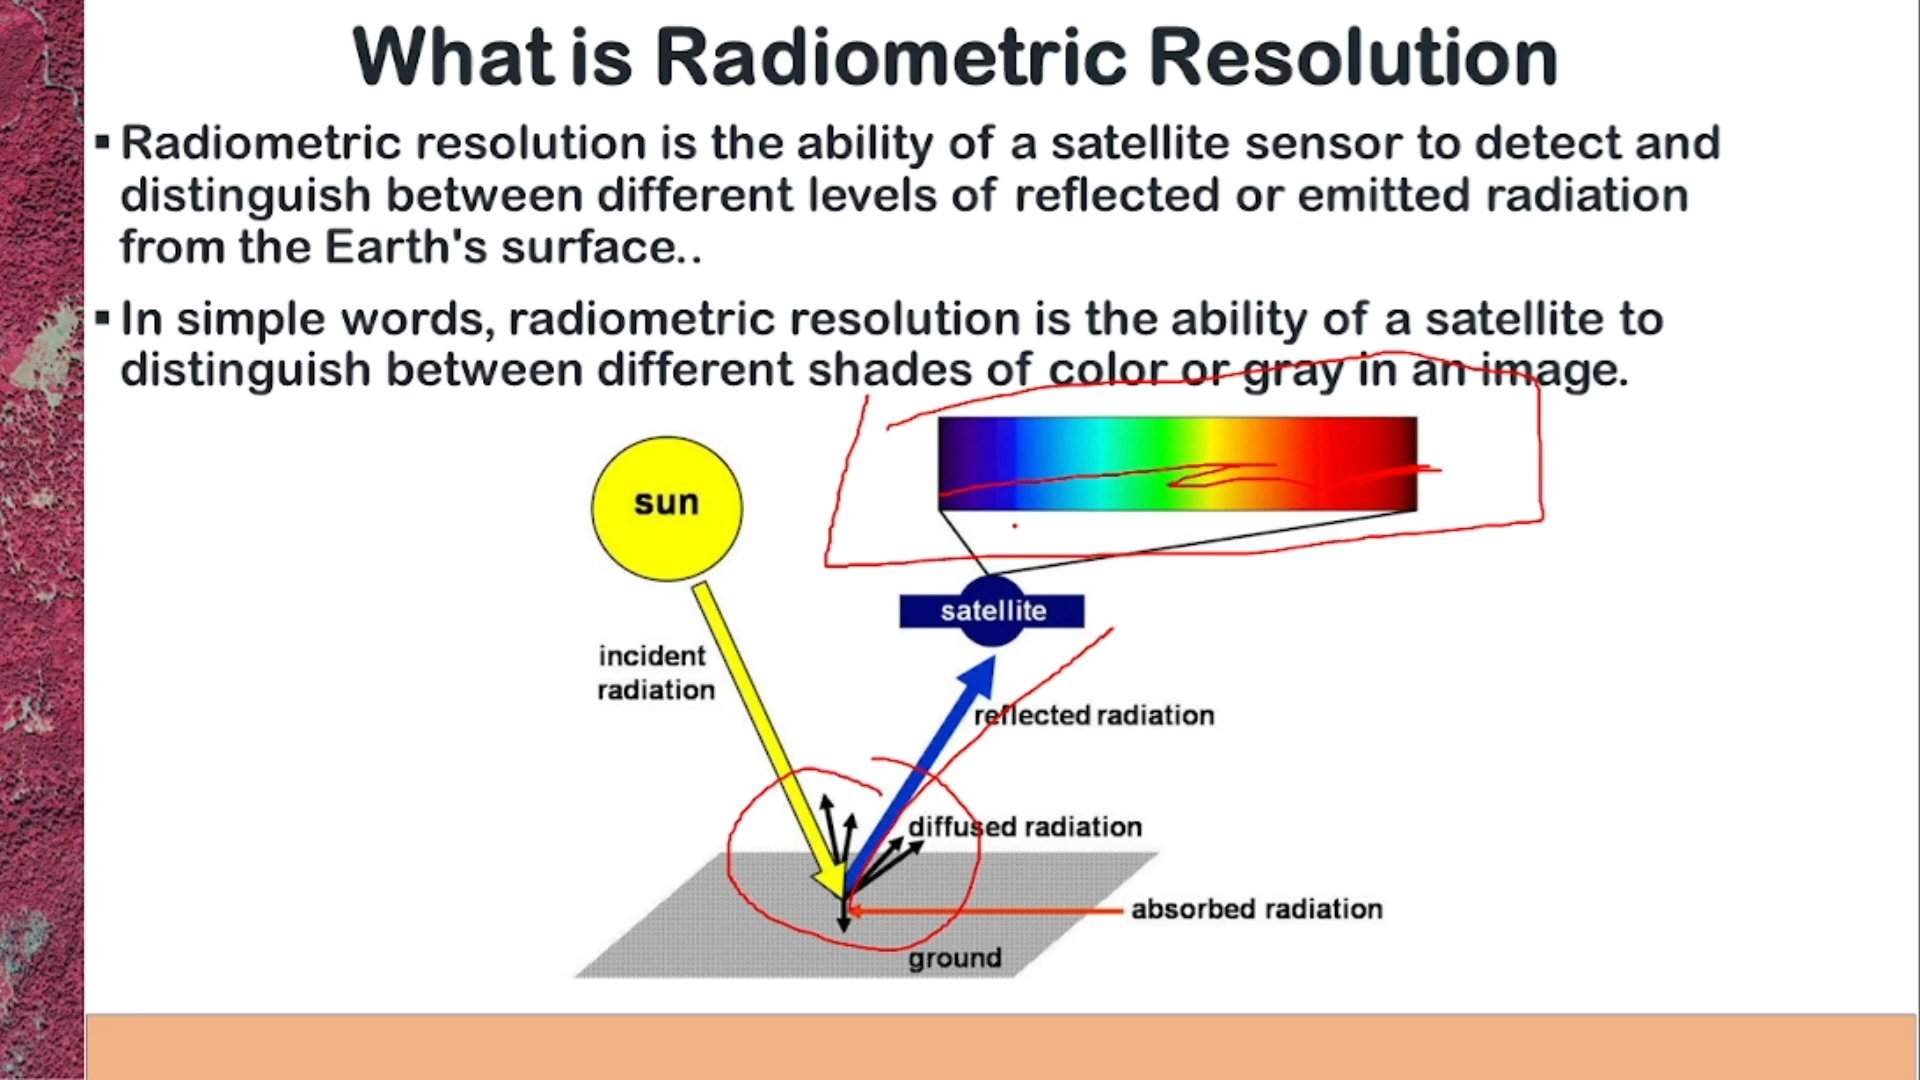 What is Radiometric Resolution
▪ Radiometric resolution is the ability of a satellite sensor to detect and
distinguish between different levels of reflected or emitted radiation
from the Earth's surface..
▪ In simple words, radiometric resolution is the ability of a satellite to
distinguish between different shades of color or gray in an image.
sun
satellite
incident
radiation
reflected radiation
diffused radiation
absorbed radiation
ground